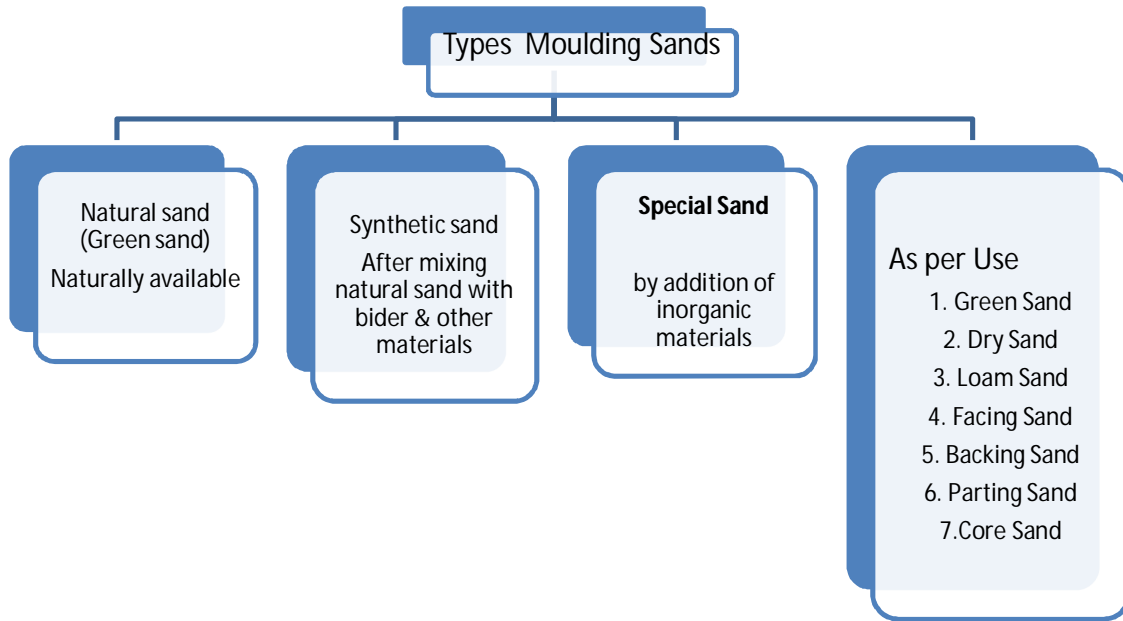 Types Moulding Sands
Natural sand
(Green sand)
Naturally available
Synthetic sand
After mixing
natural sand with
bider & other
materials
Special Sand
by addition of
inorganic
materials
As per Use
1. Green Sand
2. Dry Sand
3. Loam Sand
4. Facing Sand
5. Backing Sand
6. Parting Sand
7.Core Sand